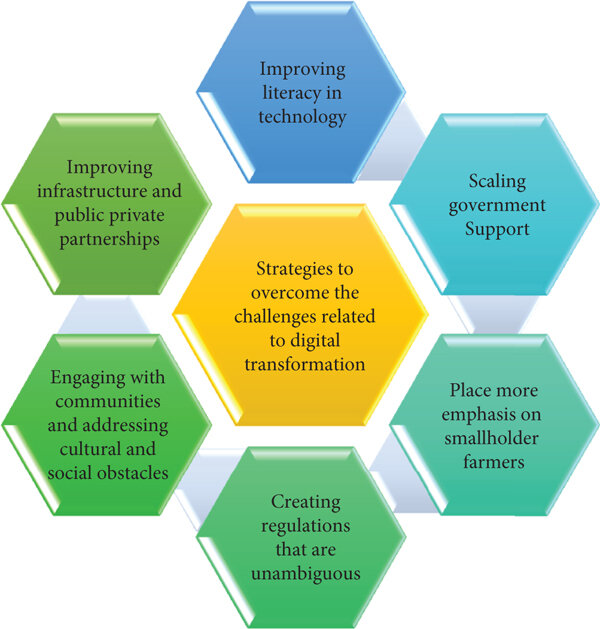 Improving
literacy in
technology
Scaling
government
Support
Place more
emphasis on
smallholder
farmers
Creating
regulations
that are
unambiguous
Engaging with
communities
and addressing
cultural and
social obstacles
Improving
infrastructure and
public private
partnerships
Strategies to
overcome the
challenges related
to digital
transformation